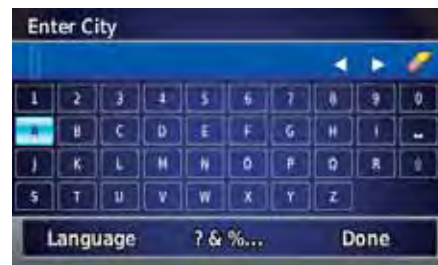 Enter City
1 2 3 4 5 6 7 8 9 0
A B C D E F G H I
J K L M N O P Q R
S T U V W X Y Z
Language ? & %... Done